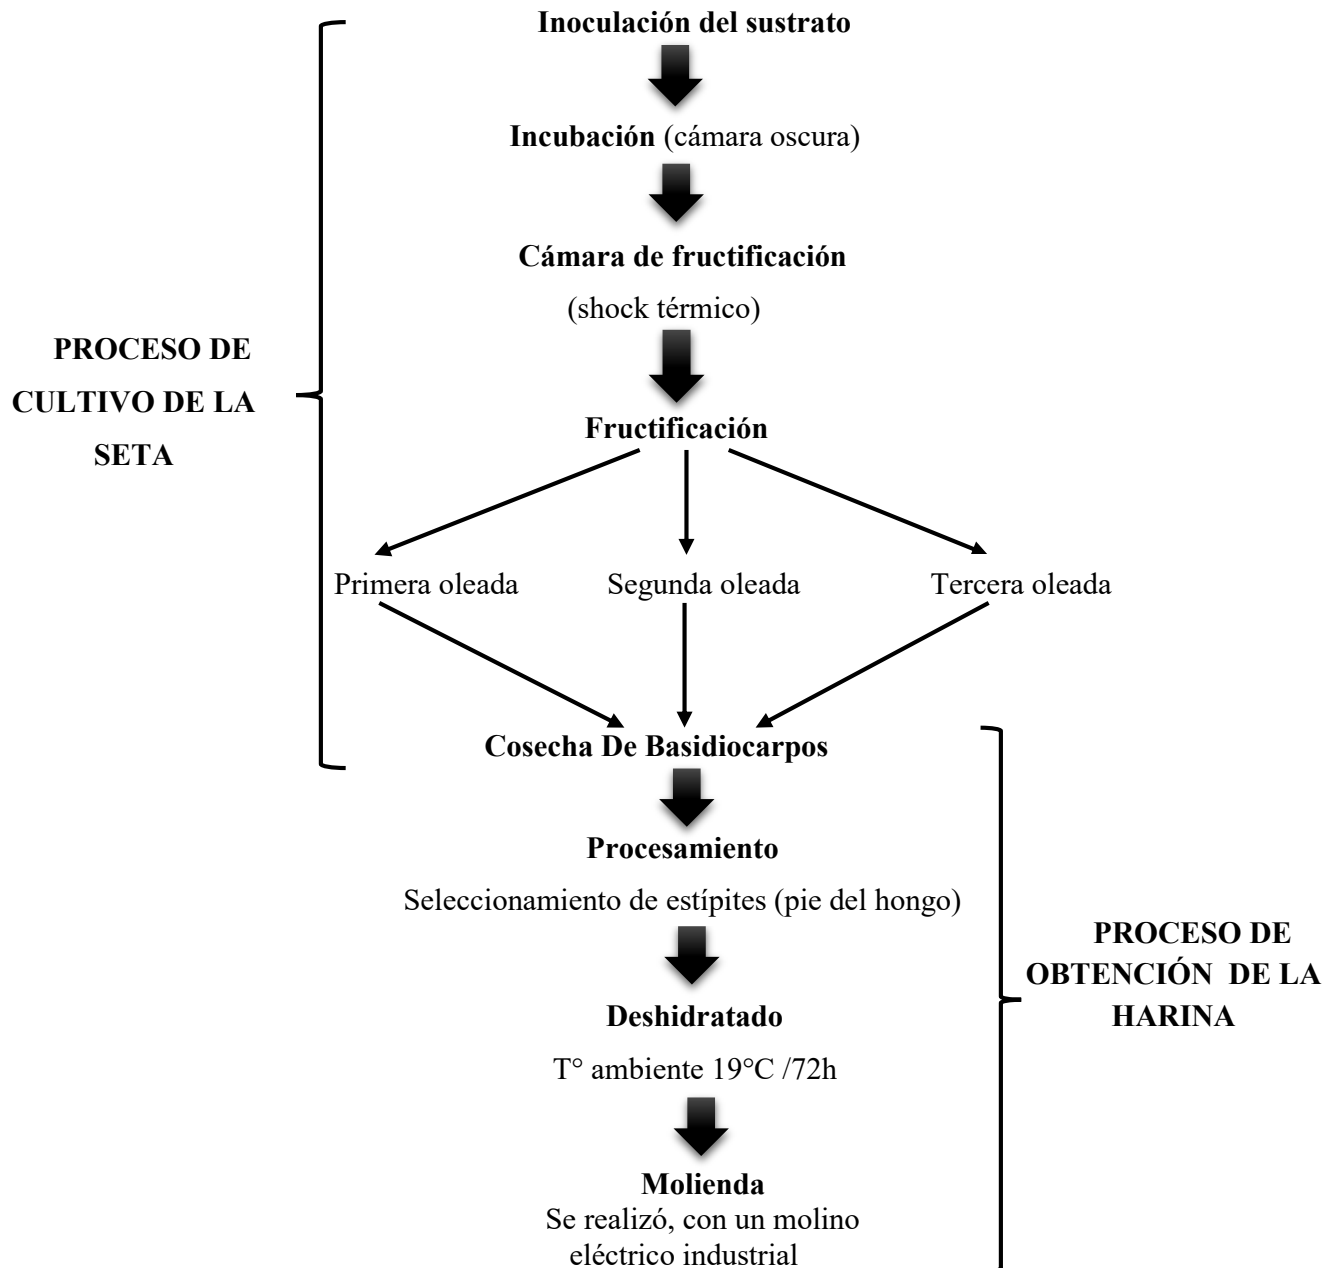 Inoculación del sustrato
Incubación (cámara oscura)
Cámara de fructificación
(shock térmico)
PROCESO DE
CULTIVO DE LA
SETA
Fructificación
Primera oleada
Segunda oleada
Tercera oleada
Cosecha De Basidiocarpos
Procesamiento
Seleccionamiento de estípites (pie del hongo)
PROCESO DE
OBTENCIÓN DE LA
HARINA
Deshidratado
T° ambiente 19°C /72h
Molienda
Se realizó, con un molino
eléctrico industrial